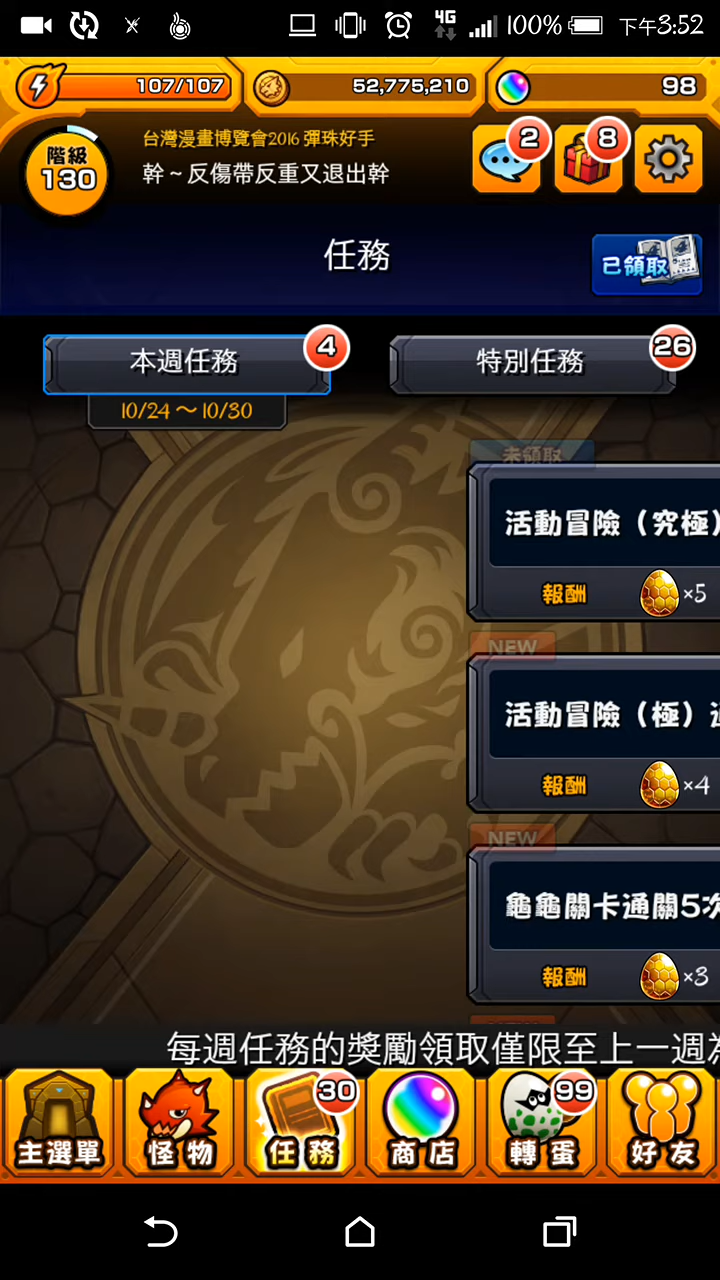 4G 100% 下午3:52
107/107 52,775,210 98
階級
130
台灣漫畫博覽會2016 彈珠好手
幹~反傷帶反重又退出幹
2 8
任務
已領取
本週任務 4
特別任務 26
10/24～10/30
未領取
活動冒險（究極）
報酬 ×5
NEW
活動冒險（極）
報酬 ×4
NEW
龜龜關卡通關5次
報酬 ×3
每週任務的獎勵領取僅限至上一週為
30 99
主選單 怪物 任務 商店 轉蛋 好友